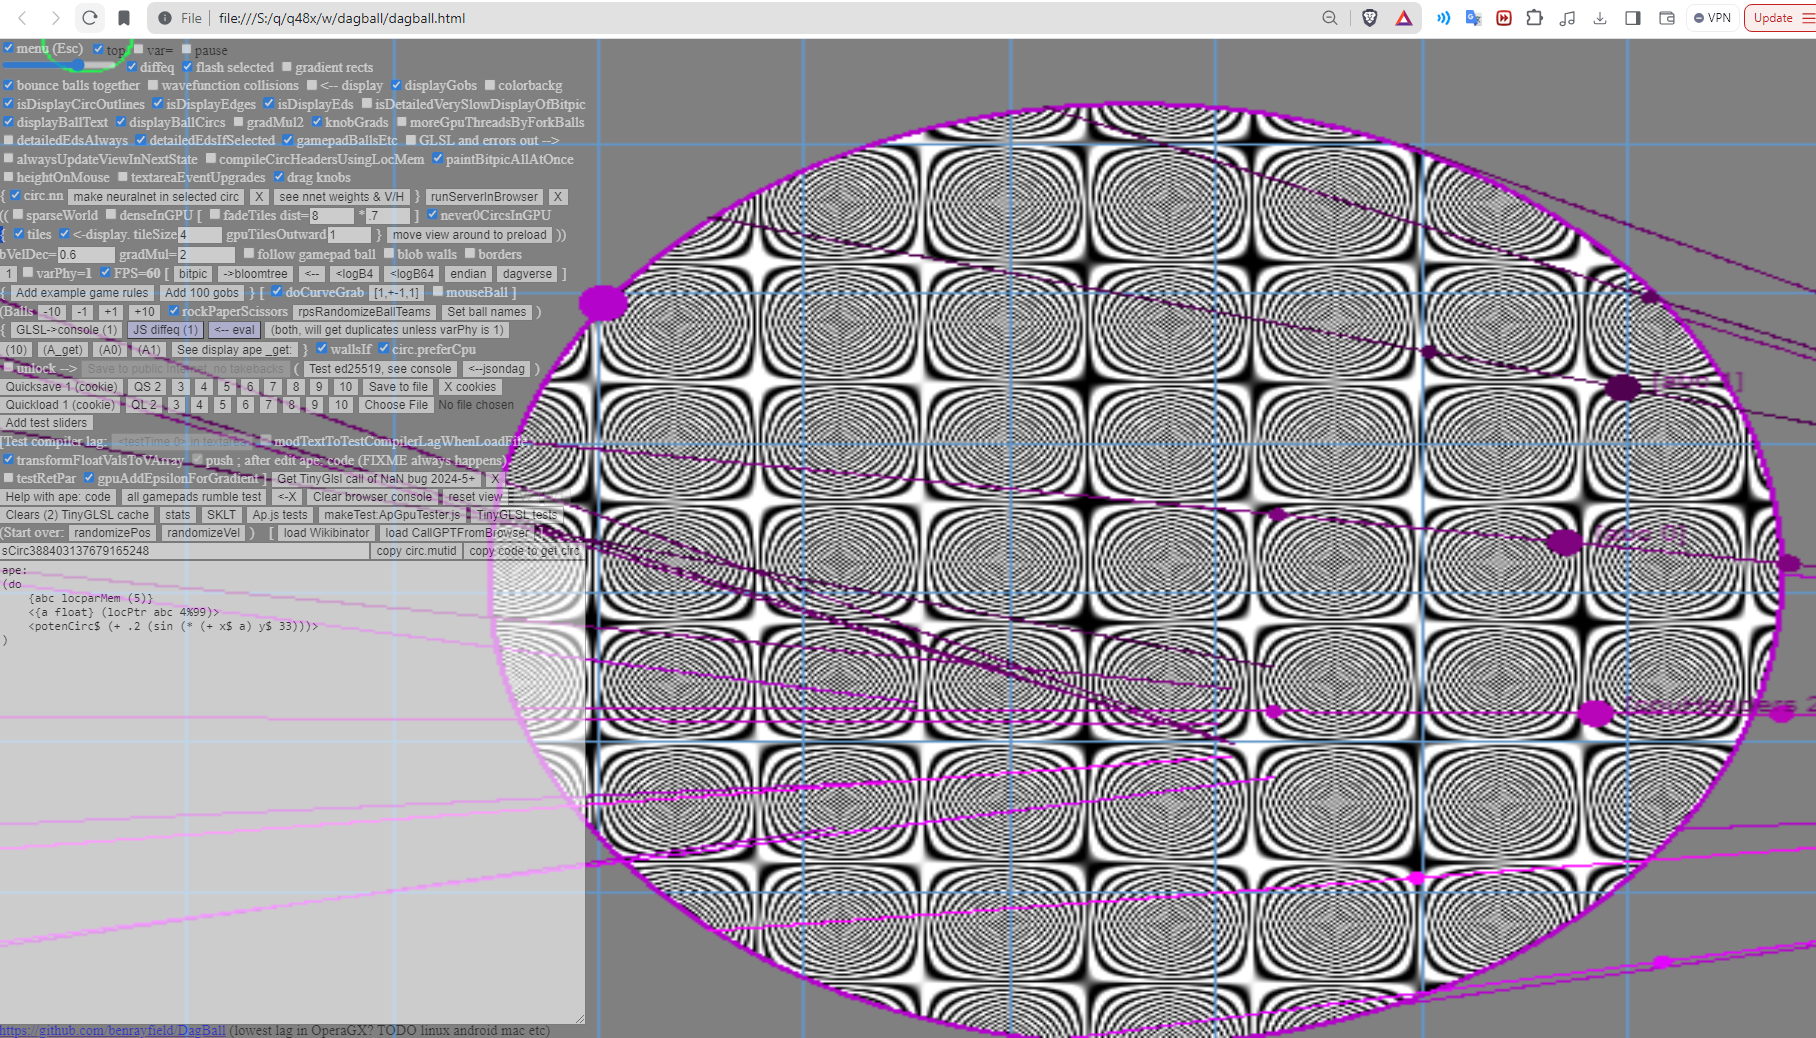 File file:///S:/q/q48x/w/dagball/dagball.html VPN Update
menu (Esc) top var= pause
diffeq flash selected gradient rects
bounce balls together wavefunction collisions <-- display displayGobs colorbackg
isDisplayCircOutlines isDisplayEdges isDisplayEds isDetailedVerySlowDisplayOfBitpic
displayBallText displayBallCircs gradMul2 knobGrads moreGpuThreadsByForkBalls
detailedEdsAlways detailedEdsIfSelected gamepadBallsEtc GLSL and errors out -->
alwaysUpdateViewInNextState compileCircHeadersUsingLocMem paintBitpicAllAtOnce
heightOnMouse textareaEventUpgrades drag knobs
{ circ.nn make neuralnet in selected circ X see nnet weights & V/H } runServerInBrowser X
(( sparseWorld denseInGPU [ fadeTiles dist=8 *.7 ] never0CircsInGPU
{ tiles <-display. tileSize4 gpuTilesOutward1 } move view around to preload ))
bVelDec=0.6 gradMul=2 follow gamepad ball blob walls borders
1 varPhy=1 FPS=60 [ bitpic ->bloomtree <-- <logB4 <logB64 endian dagverse ]
{ Add example game rules Add 100 gobs } [ doCurveGrab [1,+-1,1] mouseBall ]
(Balls -10 -1 +1 +10 rockPaperScissors rpsRandomizeBallTeams Set ball names )
{ GLSL->console (1) JS diffeq (1) <-- eval (both, will get duplicates unless varPhy is 1)
(10) (A_get) (A0) (A1) See display ape _get: } wallsIf circ.preferCpu
unlock --> Save to public internet, no takebacks ( Test ed25519, see console <--jsondag )
Quicksave 1 (cookie) QS 2 3 4 5 6 7 8 9 10 Save to file X cookies
Quickload 1 (cookie) QL 2 3 4 5 6 7 8 9 10 Choose File No file chosen
Add test sliders
[Test compiler lag: <testTime 0> in textarea modTextToTestCompilerLagWhenLoadFile
transformFloatValsToVArray push ; after edit ape: code (FIXME always happens)
testRetPar gpuAddEpsilonForGradient ] Get TinyGlsl call of NaN bug 2024-5+ X
Help with ape: code all gamepads rumble test <-X Clear browser console reset view
Clears (2) TinyGLSL cache stats SKLT Ap.js tests makeTest:ApGpuTester.js TinyGLSL tests
(Start over: randomizePos randomizeVel ) [ load Wikibinator load CallGPTFromBrowser ]
sCirc388403137679165248 copy circ.mutid copy code to get circ
ape:
(do
{abc locparMem (5)}
<{a float} (locPtr abc 4%99)>
<potenCirc$ (+ .2 (sin (* (+ x$ a) y$ 33)))>
)
https://github.com/benrayfield/DagBall (lowest lag in OperaGX? TODO linux android mac etc)